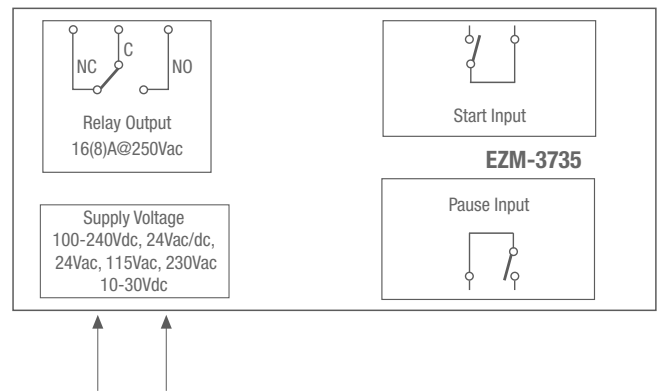 NC
C
NO
Relay Output
16(8)A@250Vac
Start Input
EZM-3735
Supply Voltage
100-240Vdc, 24Vac/dc,
24Vac, 115Vac, 230Vac
10-30Vdc
Pause Input